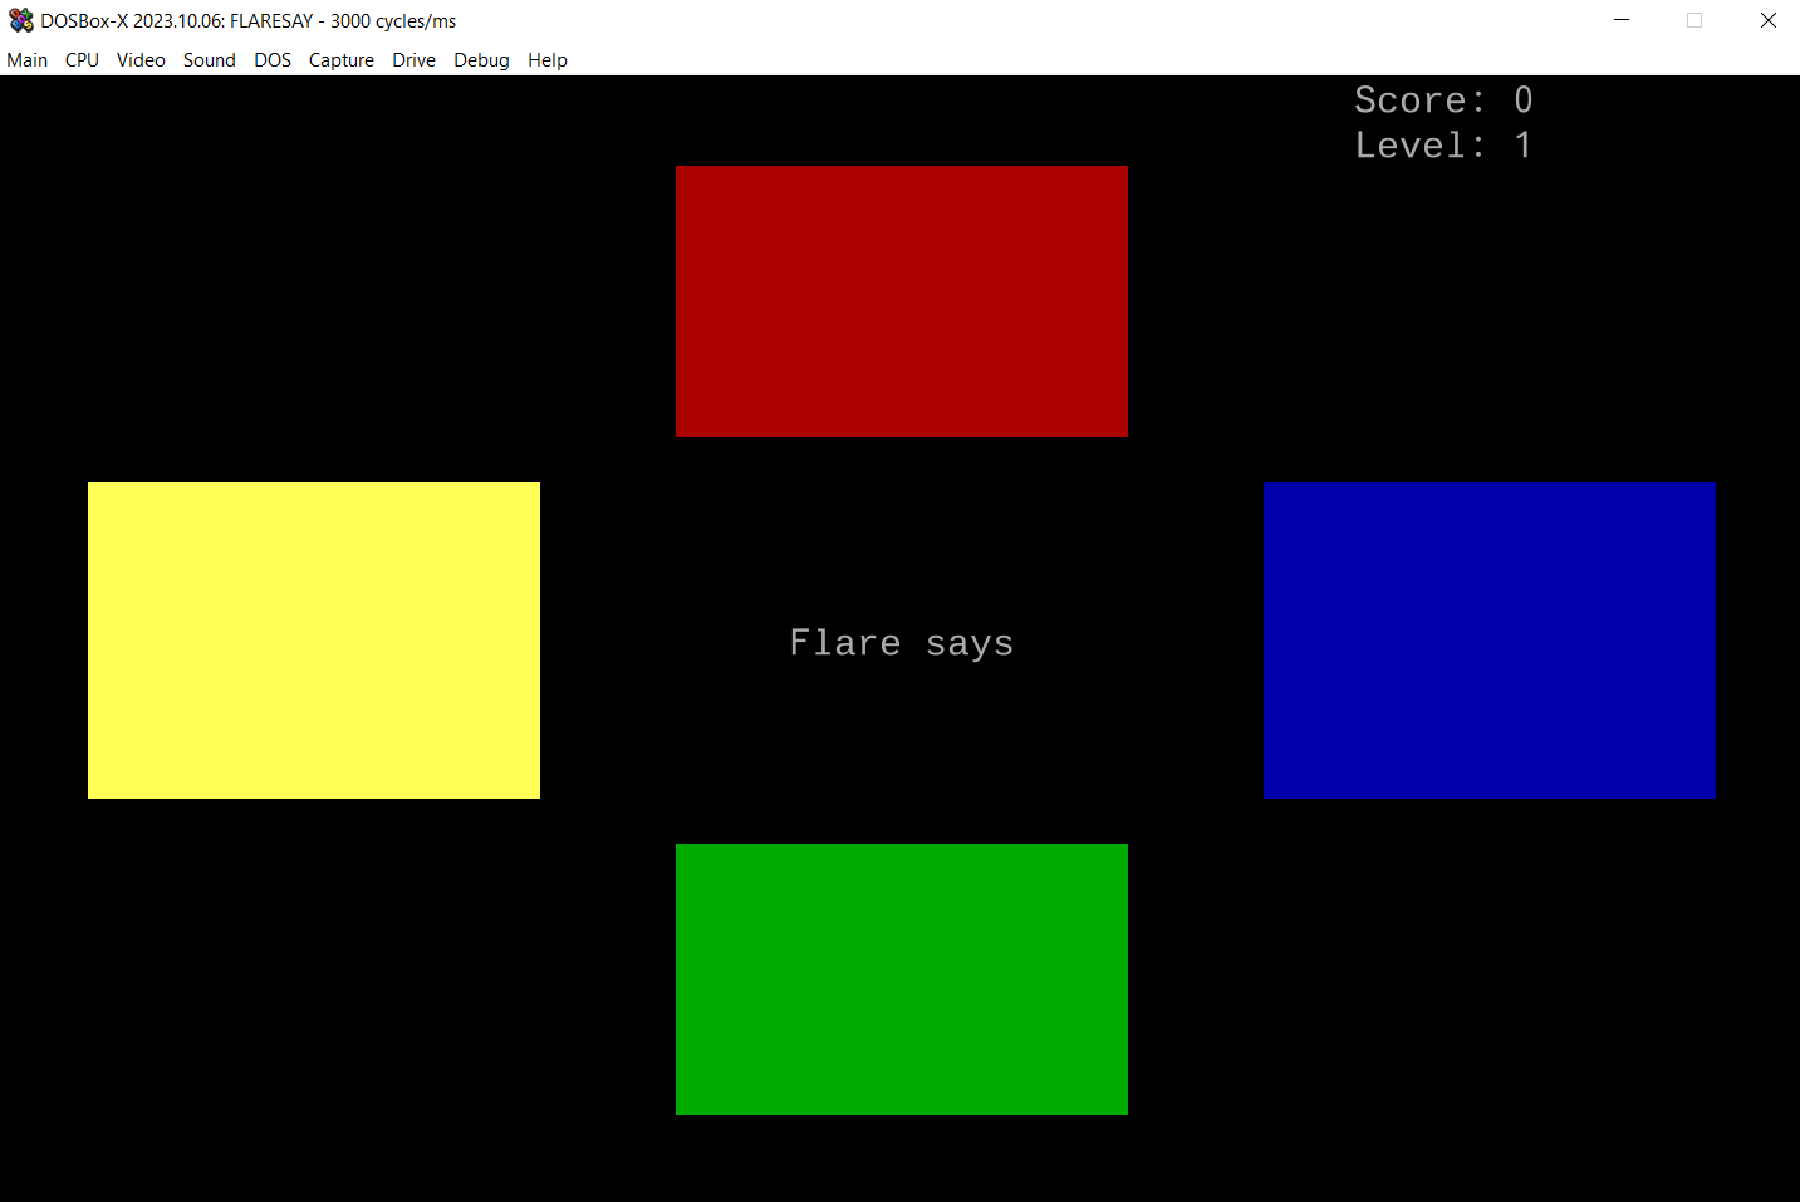 DOSBox-X 2023.10.06: FLARESAY - 3000 cycles/ms
Main CPU Video Sound DOS Capture Drive Debug Help
Score: 0
Level: 1
Flare says